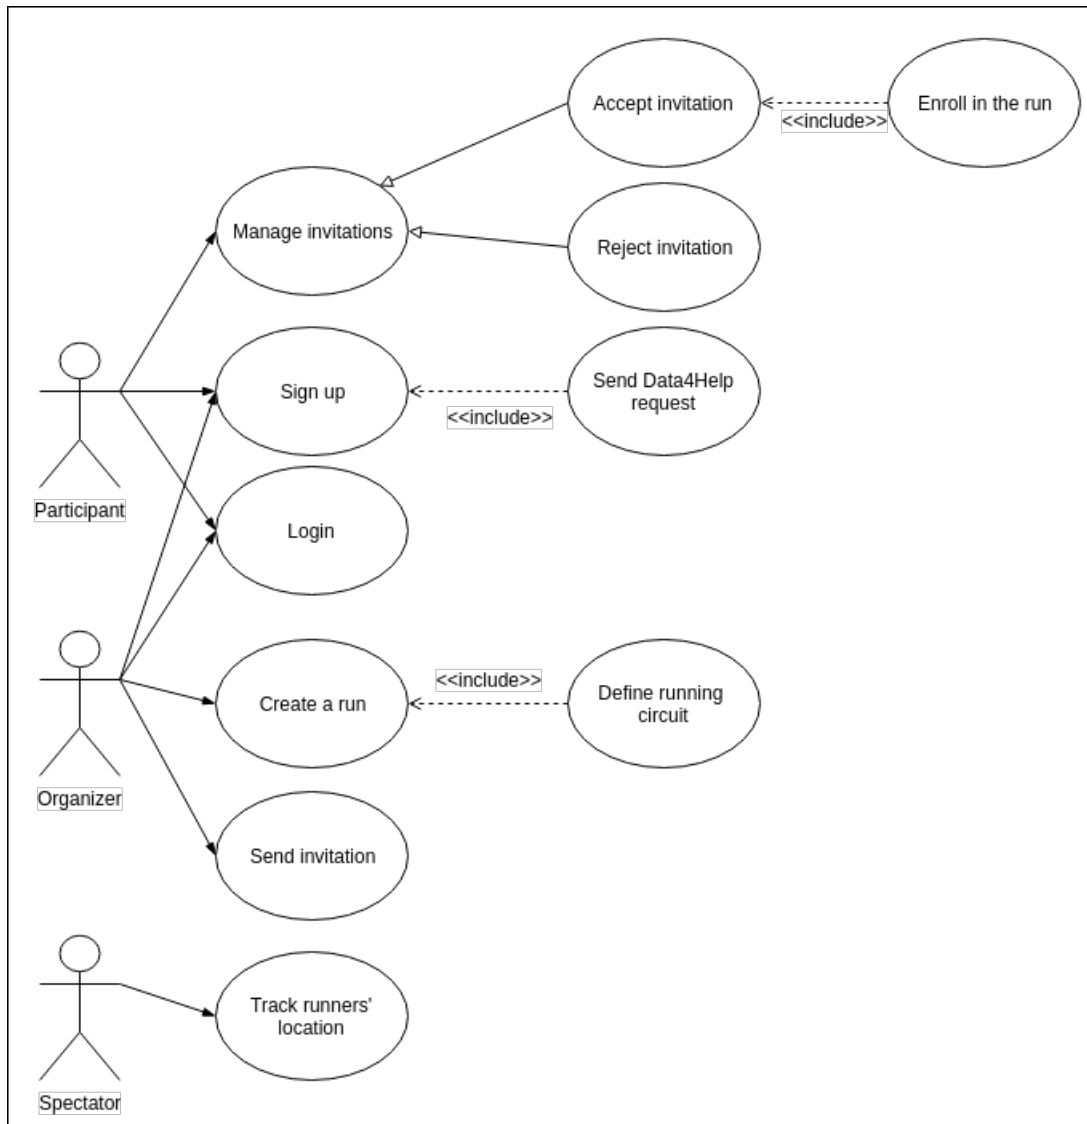 Accept invitation
Enroll in the run
<<include>>
Manage invitations
Reject invitation
Sign up
Send Data4Help
request
<<include>>
Participant
Login
Create a run
<<include>>
Define running
circuit
Organizer
Send invitation
Track runners'
location
Spectator